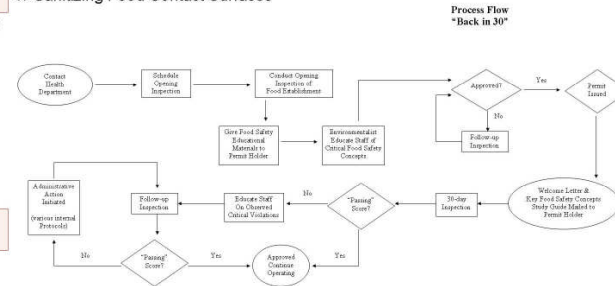 Process Flow
"Back in 30"
Contact
Health
Department
Schedule
Opening
Inspection
Conduct Opening
Inspection of
Food Establishment
Give Food Safety
Educational
Materials to
Permit Holder
Environmentalist
Educate Staff of
Critical Food Safety
Concepts
Approved?
Yes
Permit
Issued
No
Follow-up
Inspection
Welcome Letter &
Key Food Safety Concepts
Study Guide Mailed to
Permit Holder
30-day
Inspection
"Passing"
Score?
No
Educate Staff
On Observed
Critical Violations
Follow-up
Inspection
Administrative
Action
Initiated
(various internal
Protocols)
Yes
"Passing"
Score?
No
Yes
Approved
Continue
Operating